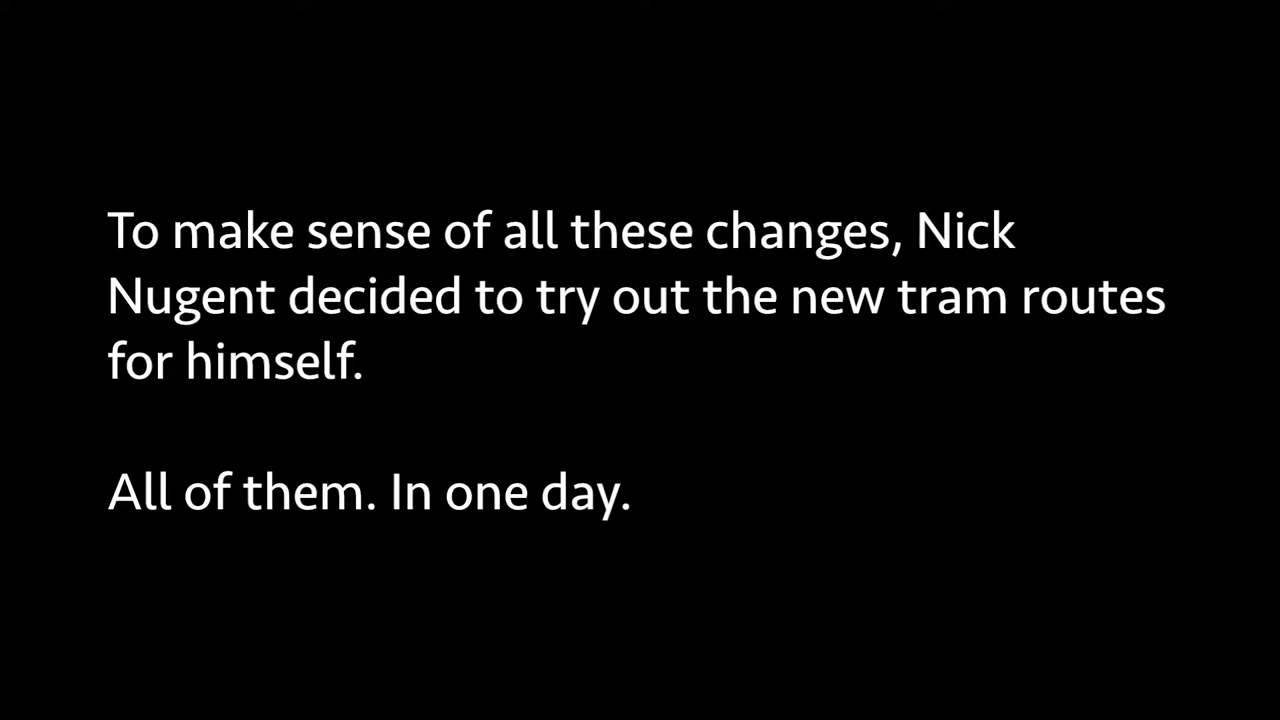 To make sense of all these changes, Nick
Nugent decided to try out the new tram routes
for himself.
All of them. In one day.